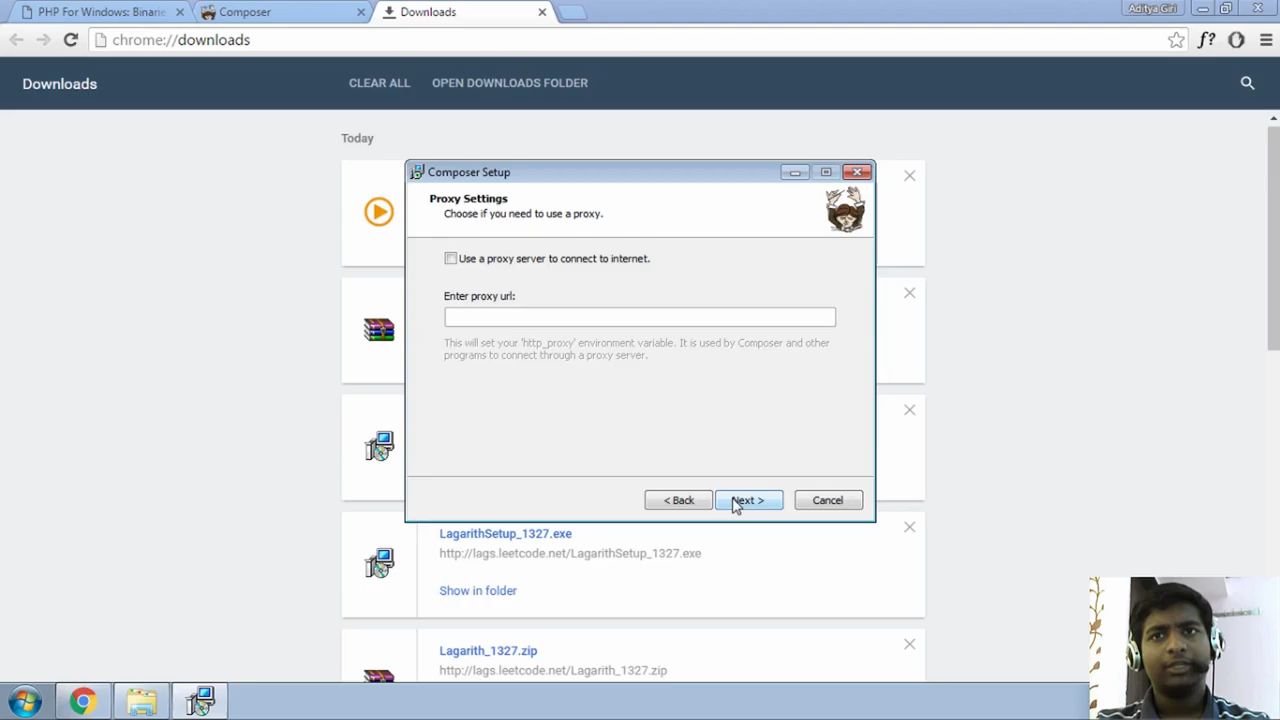 PHP For Windows: Binarie
Composer
Downloads
Aditya Giri
chrome://downloads
f?
Downloads
CLEAR ALL
OPEN DOWNLOADS FOLDER
Today
Composer Setup
Proxy Settings
Choose if you need to use a proxy.
Use a proxy server to connect to internet.
Enter proxy url:
This will set your 'http_proxy' environment variable. It is used by Composer and other
programs to connect through a proxy server.
< Back
Next >
Cancel
LagarithSetup_1327.exe
http://lags.leetcode.net/LagarithSetup_1327.exe
Show in folder
Lagarith_1327.zip
http://lags.leetcode.net/Lagarith_1327.zip